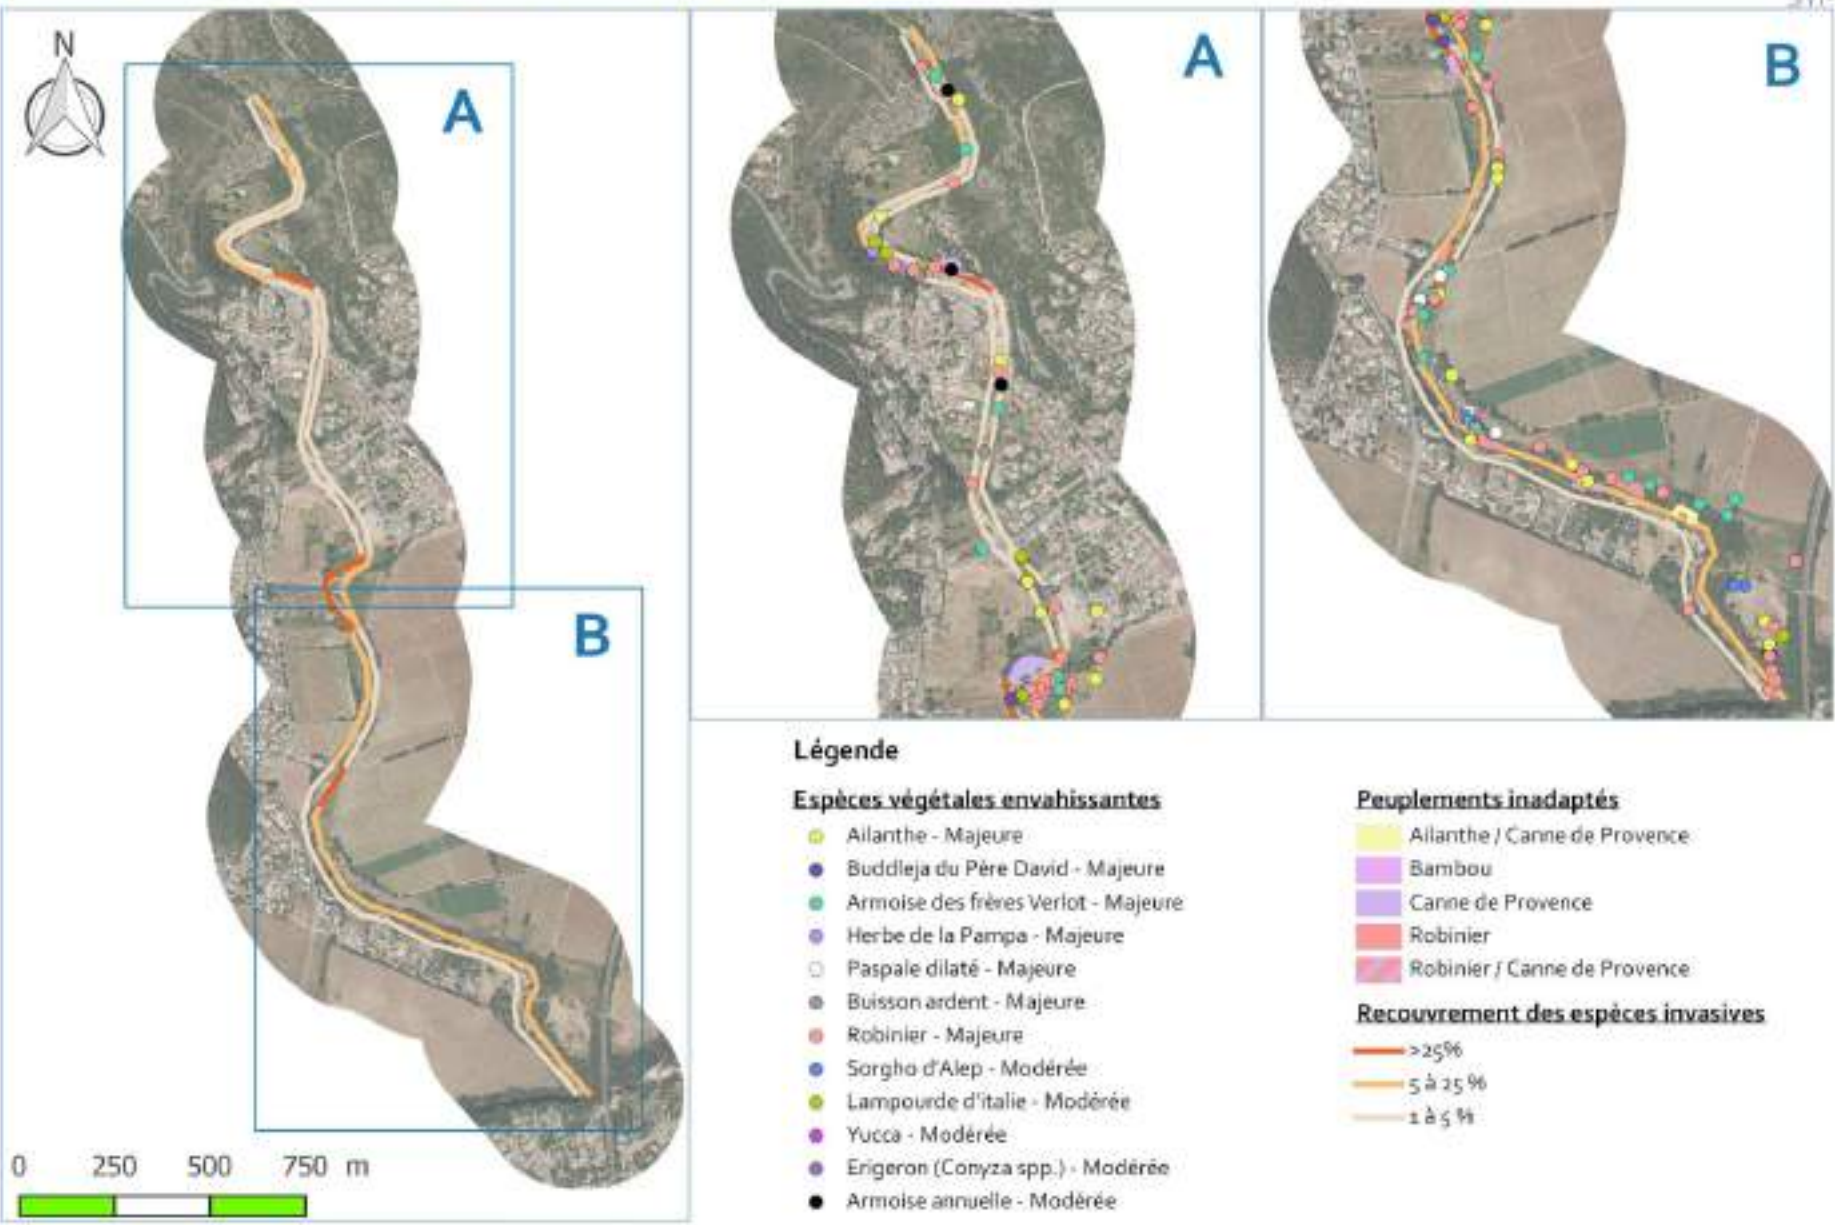 N
A
B
0 250 500 750 m
A
B
Légende
Espèces végétales envahissantes
Ailanthe - Majeure
Buddleja du Père David - Majeure
Armoise des frères Verlot - Majeure
Herbe de la Pampa - Majeure
Paspale dilaté - Majeure
Buisson ardent - Majeure
Robinier - Majeure
Sorgho d'Alep - Modérée
Lampourde d'italie - Modérée
Yucca - Modérée
Erigeron (Conyza spp.) - Modérée
Armoise annuelle - Modérée
Peuplements inadaptés
Ailanthe / Canne de Provence
Bambou
Canne de Provence
Robinier
Robinier / Canne de Provence
Recouvrement des espèces invasives
>25%
5 à 25 %
1 à 5 %